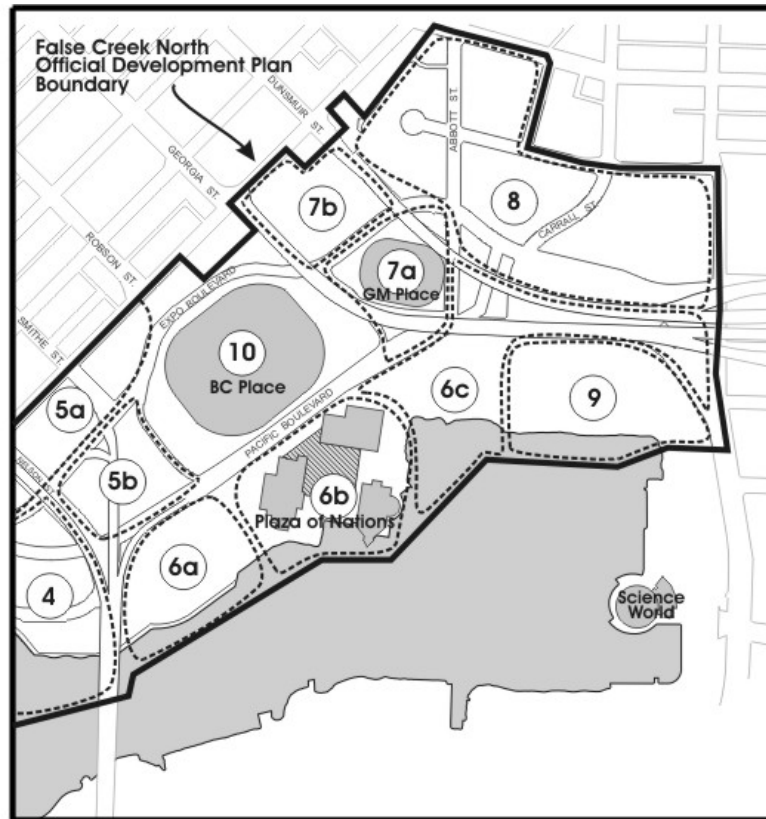 False Creek North
Official Development Plan
Boundary
DUNSMUIR ST.
GEORGIA ST.
ROBSON ST.
SMITHE ST.
NELSON ST.
ABBOTT ST.
CARRALL ST.
EXPO BOULEVARD
PACIFIC BOULEVARD
7b
8
7a
GM Place
10
BC Place
6c
9
5a
5b
6b
Plaza of Nations
6a
4
Science
World